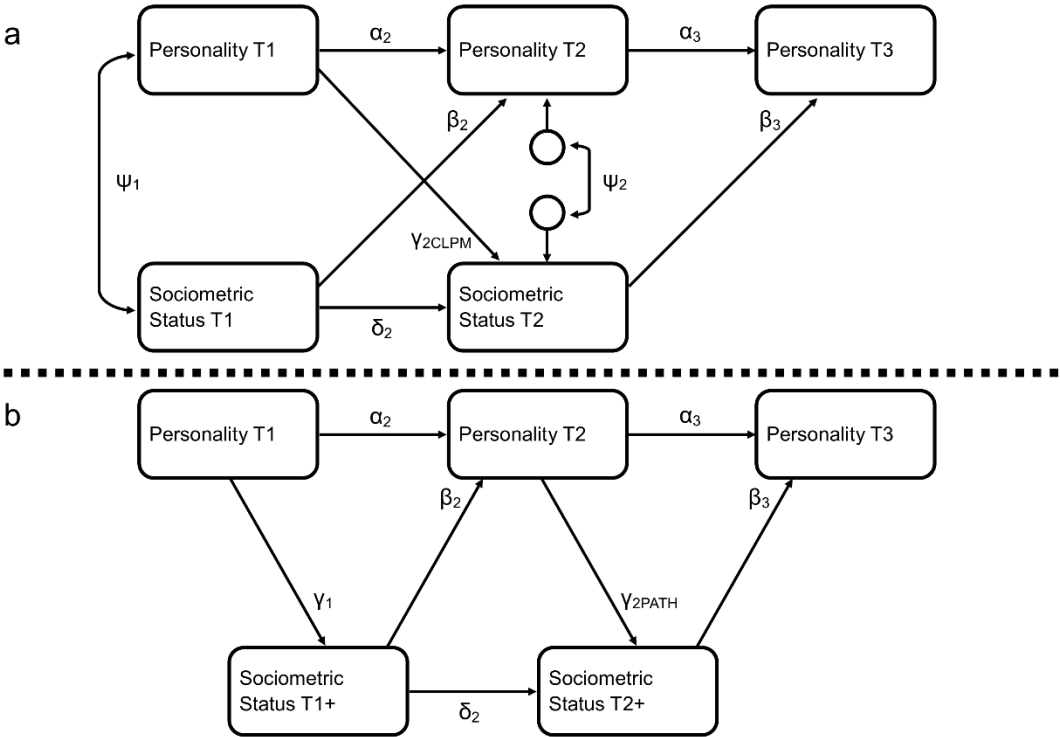 a
Personality T1
α₂
Personality T2
α₃
Personality T3
β₂
β₃
ψ₁
ψ₂
γ₂CLPM
Sociometric
Status T1
δ₂
Sociometric
Status T2
b
Personality T1
α₂
Personality T2
α₃
Personality T3
β₂
β₃
γ₁
γ₂PATH
Sociometric
Status T1+
δ₂
Sociometric
Status T2+